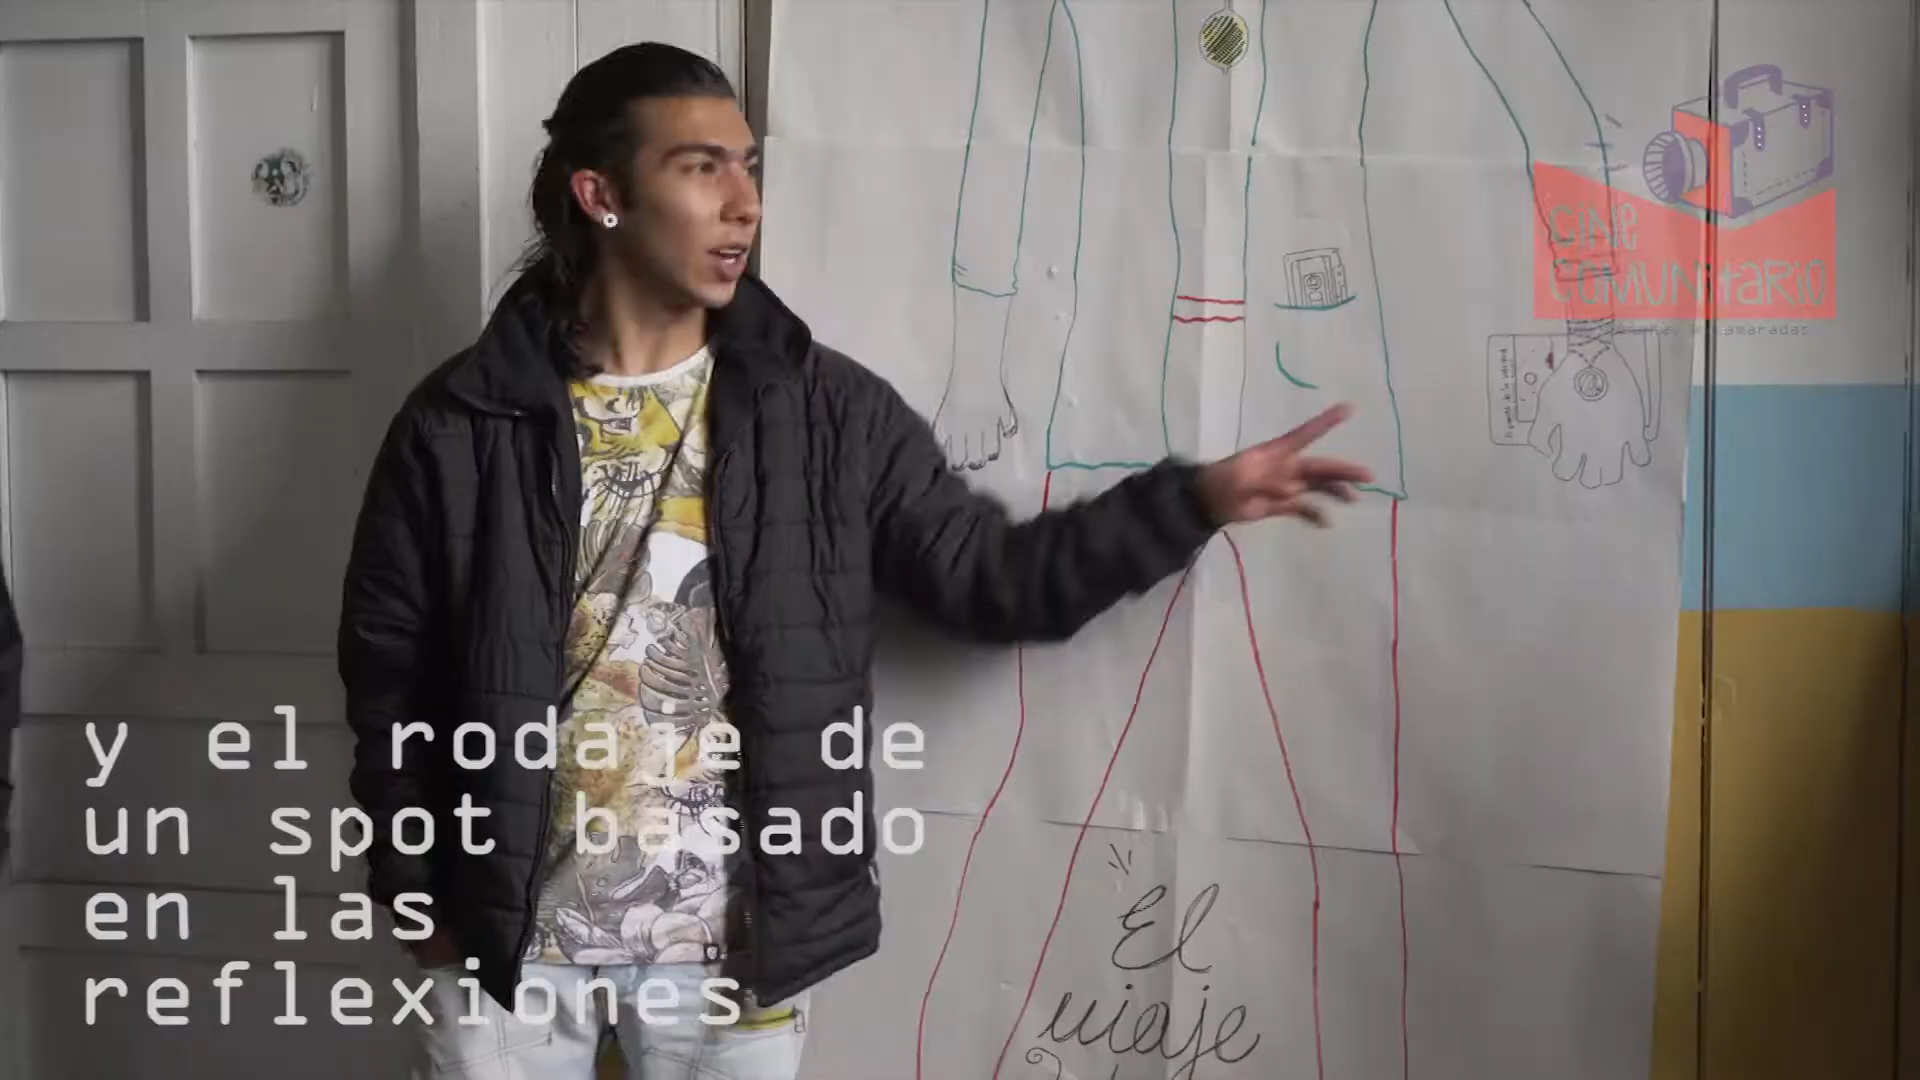 CINE
COMUNITARIO
y el rodaje de
un spot basado
en las
reflexiones
El
viaje